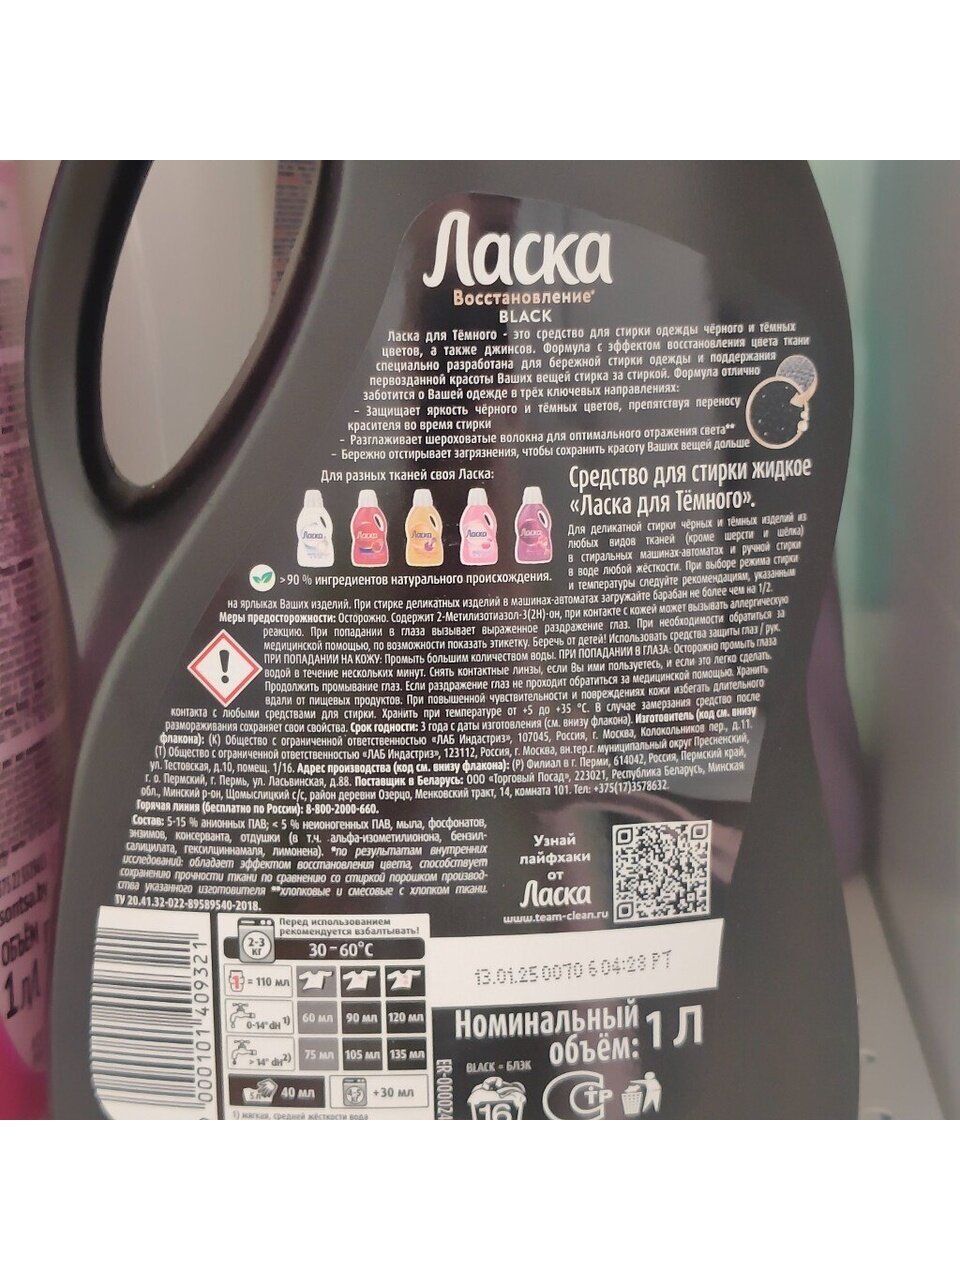 Ласка
Восстановление*
BLACK
Ласка для Тёмного - это средство для стирки одежды чёрного и тёмных
цветов, а также джинсов. Формула с эффектом восстановления цвета ткани
специально разработана для бережной стирки одежды и поддержания
первозданной красоты Ваших вещей стирка за стиркой. Формула отлично
заботится о Вашей одежде в трёх ключевых направлениях:
- Защищает яркость чёрного и тёмных цветов, препятствуя переносу
красителя во время стирки
- Разглаживает шероховатые волокна для оптимального отражения света**
- Бережно отстирывает загрязнения, чтобы сохранить красоту Ваших вещей дольше
Для разных тканей своя Ласка:
Ласка
Ласка
Ласка
Ласка
Ласка
>90 % ингредиентов натурального происхождения.
Средство для стирки жидкое
«Ласка для Тёмного».
Для деликатной стирки чёрных и тёмных изделий из
любых видов тканей (кроме шерсти и шёлка)
в стиральных машинах-автоматах и ручной стирки
в воде любой жёсткости. При выборе режима стирки
и температуры следуйте рекомендациям, указанным
на ярлыках Ваших изделий. При стирке деликатных изделий в машинах-автоматах загружайте барабан не более чем на 1/2.
Меры предосторожности: Осторожно. Содержит 2-Метилизотиазол-3(2H)-он, при контакте с кожей может вызывать аллергическую
реакцию. При попадании в глаза вызывает выраженное раздражение глаз. При необходимости обратиться за
медицинской помощью, по возможности показать этикетку. Беречь от детей! Использовать средства защиты глаз / рук.
ПРИ ПОПАДАНИИ НА КОЖУ: Промыть большим количеством воды. ПРИ ПОПАДАНИИ В ГЛАЗА: Осторожно промыть глаза
водой в течение нескольких минут. Снять контактные линзы, если Вы ими пользуетесь, и если это легко сделать.
Продолжить промывание глаз. Если раздражение глаз не проходит обратиться за медицинской помощью. Хранить
вдали от пищевых продуктов. При повышенной чувствительности и повреждениях кожи избегать длительного
контакта с любыми средствами для стирки. Хранить при температуре от +5 до +35 °C. В случае замерзания средство после
размораживания сохраняет свои свойства. Срок годности: 3 года с даты изготовления (см. внизу флакона). Изготовитель (код см. внизу
флакона): (К) Общество с ограниченной ответственностью «ЛАБ Индастриз», 107045, Россия, г. Москва, Колокольников пер., д.11.
(Т) Общество с ограниченной ответственностью «ЛАБ Индастриз», 123112, Россия, г. Москва, вн.тер.г. муниципальный округ Пресненский,
ул.Тестовская, д.10, помещ. 1/16. Адрес производства (код см. внизу флакона): (Р) Филиал в г. Перми, 614042, Россия, Пермский край,
г. о. Пермский, г. Пермь, ул. Ласьвинская, д.88. Поставщик в Беларусь: ООО «Торговый Посад», 223021, Республика Беларусь, Минская
обл, Минский р-он, Щомыслицкий с/с, район деревни Озерцо, Менковский тракт, 14, комната 101. Тел: +375(17)3578632.
Горячая линия (бесплатно по России): 8-800-2000-660.
Состав: 5-15 % анионных ПАВ; < 5 % неионогенных ПАВ, мыла, фосфонатов,
энзимов, консерванта, отдушки (в т.ч. альфа-изометилионона, бензил-
салицилата, гексилциннамаля, лимонена). *по результатам внутренних
исследований: обладает эффектом восстановления цвета, способствует
сохранению прочности ткани по сравнению со стиркой порошком производ-
ства указанного изготовителя **хлопковые и смесовые с хлопком ткани.
ТУ 20.41.32-022-89589540-2018.
Узнай
лайфхаки
от
Ласка
www.team-clean.ru
13.01.25 0070 6 04:28 РТ
Перед использованием
рекомендуется взбалтывать!
2-3
кг
30-60°C
= 110 мл
0-14° dH 1)
60 мл 90 мл 120 мл
> 14° dH 2)
75 мл 105 мл 135 мл
5 л 40 мл
+30 мл
1) мягкая, средней жёсткости вода
000101 409321
Номинальный
объём: 1 Л
BLACK = БЛЭК
16
СТР
ER-000024
ОБЪЁМ
1л